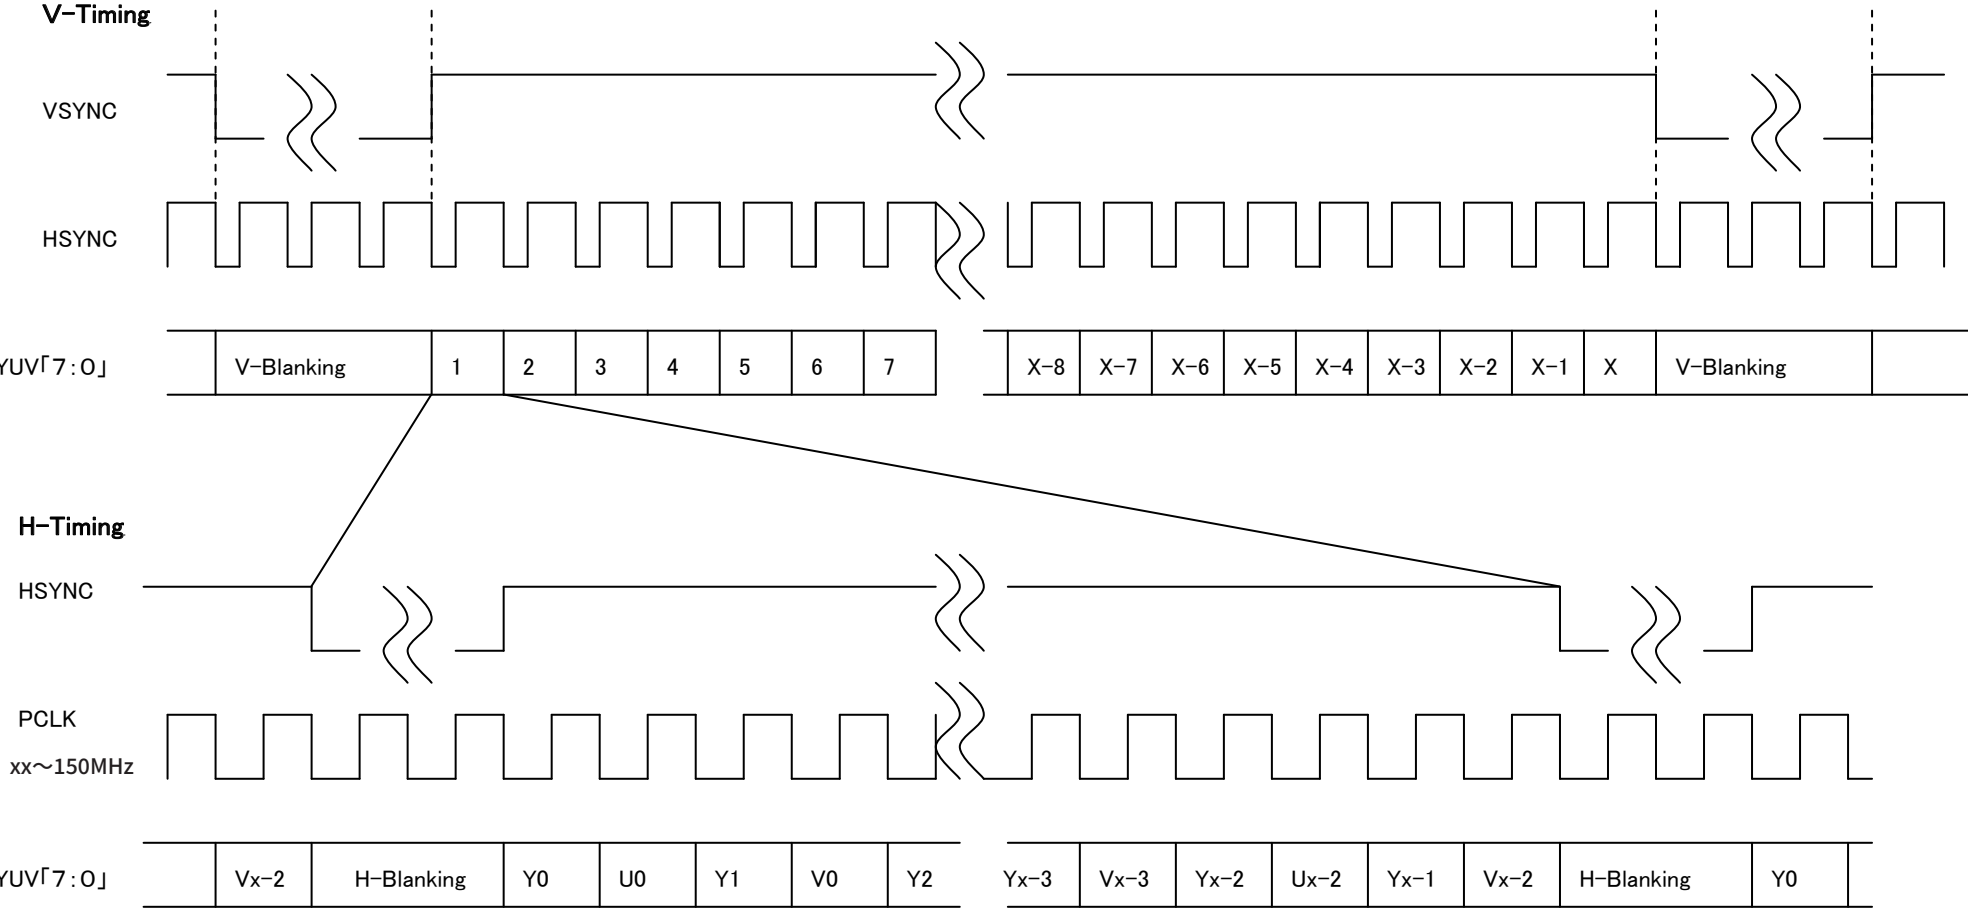 V-Timing
VSYNC
HSYNC
YUV「7:0」 V-Blanking 1 2 3 4 5 6 7 X-8 X-7 X-6 X-5 X-4 X-3 X-2 X-1 X V-Blanking
H-Timing
HSYNC
PCLK
xx～150MHz
YUV「7:0」 Vx-2 H-Blanking Y0 U0 Y1 V0 Y2 Yx-3 Vx-3 Yx-2 Ux-2 Yx-1 Vx-2 H-Blanking Y0